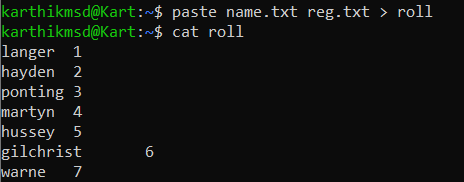 karthikmsd@Kart:~$ paste name.txt reg.txt > roll
karthikmsd@Kart:~$ cat roll
langer  1
hayden  2
ponting 3
martyn  4
hussey  5
gilchrist       6
warne   7